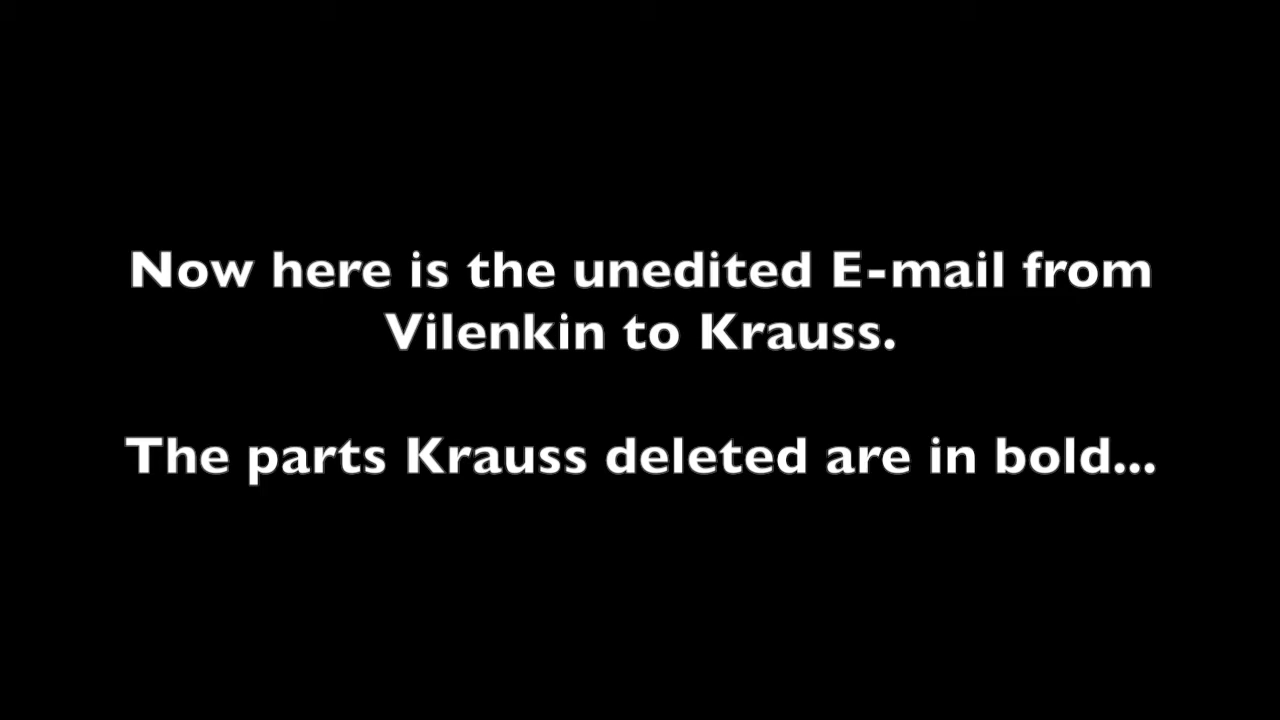 Now here is the unedited E-mail from
Vilenkin to Krauss.
The parts Krauss deleted are in bold...